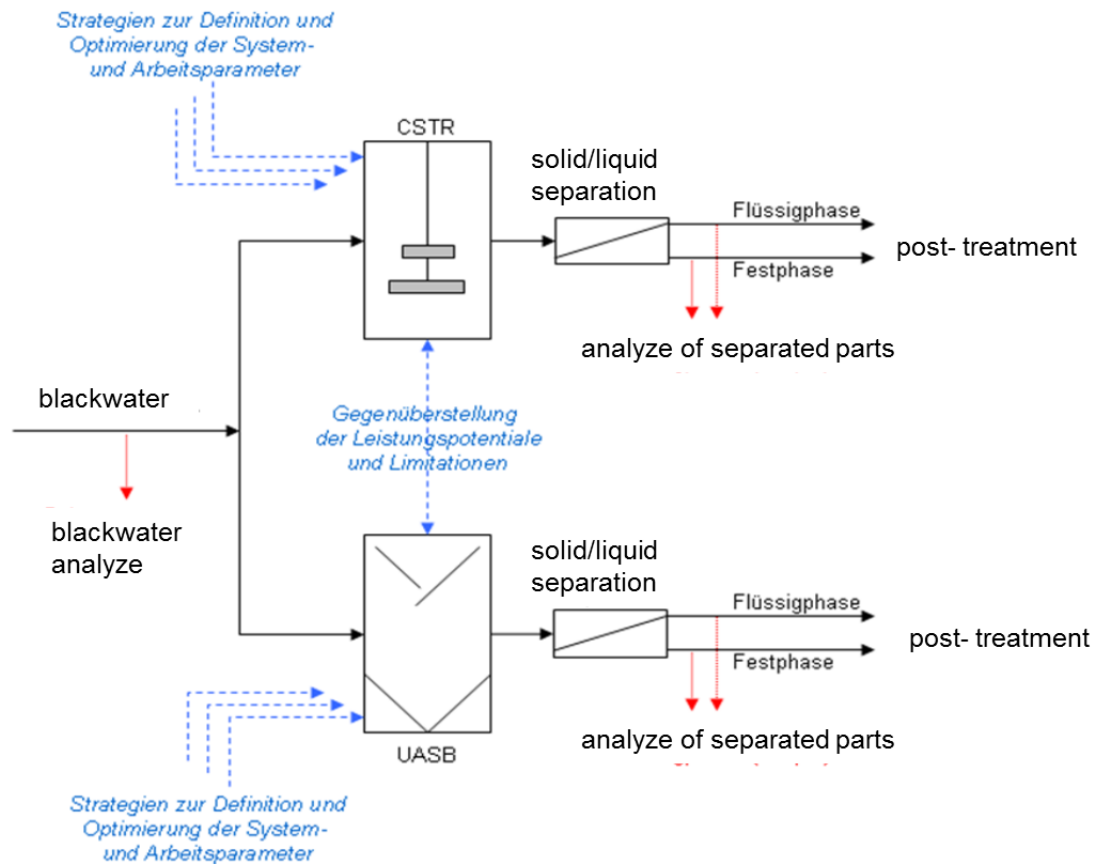 Strategien zur Definition und
Optimierung der System-
und Arbeitsparameter
CSTR
solid/liquid
separation
Flüssigphase
Festphase
post- treatment
analyze of separated parts
blackwater
blackwater
analyze
Gegenüberstellung
der Leistungspotentiale
und Limitationen
solid/liquid
separation
Flüssigphase
Festphase
post- treatment
analyze of separated parts
UASB
Strategien zur Definition und
Optimierung der System-
und Arbeitsparameter